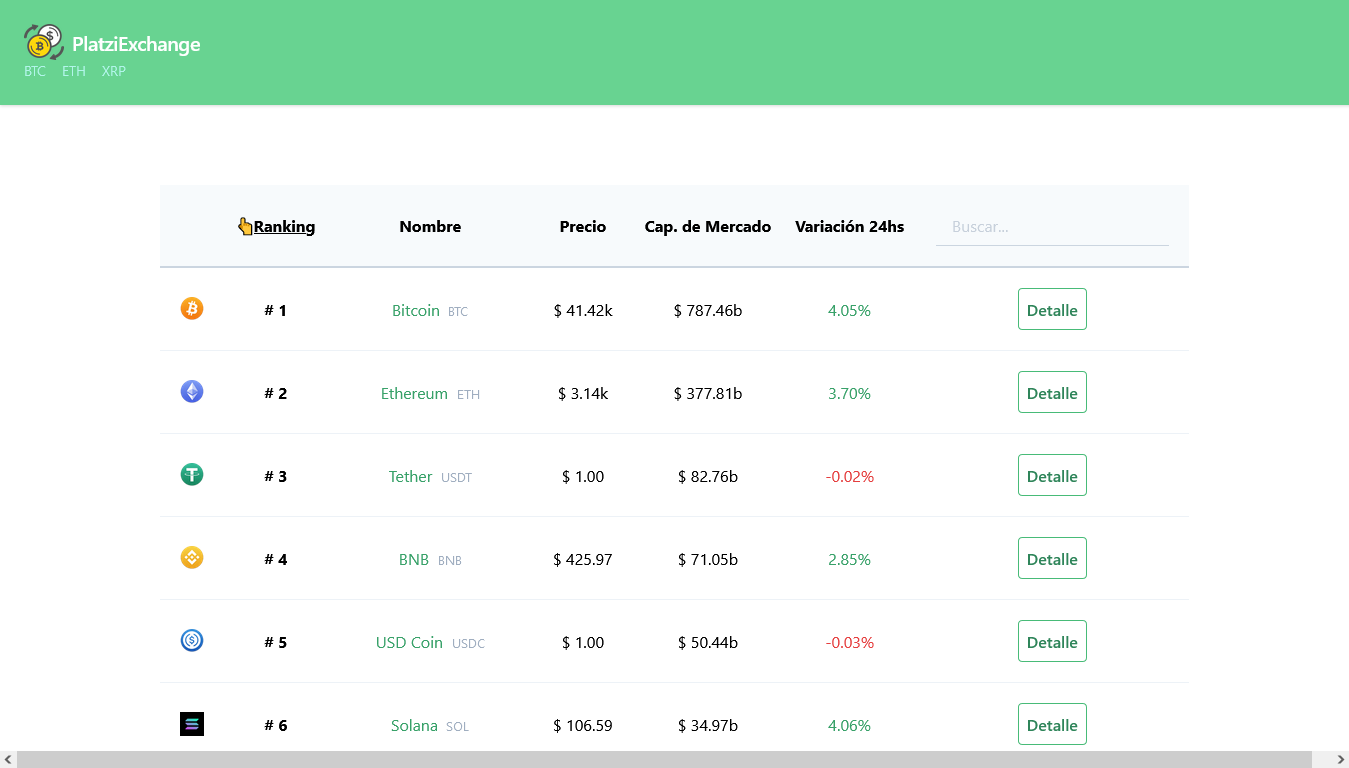 PlatziExchange
BTC ETH XRP
👆Ranking Nombre Precio Cap. de Mercado Variación 24hs Buscar...
# 1 Bitcoin BTC $ 41.42k $ 787.46b 4.05% Detalle
# 2 Ethereum ETH $ 3.14k $ 377.81b 3.70% Detalle
# 3 Tether USDT $ 1.00 $ 82.76b -0.02% Detalle
# 4 BNB BNB $ 425.97 $ 71.05b 2.85% Detalle
# 5 USD Coin USDC $ 1.00 $ 50.44b -0.03% Detalle
# 6 Solana SOL $ 106.59 $ 34.97b 4.06% Detalle